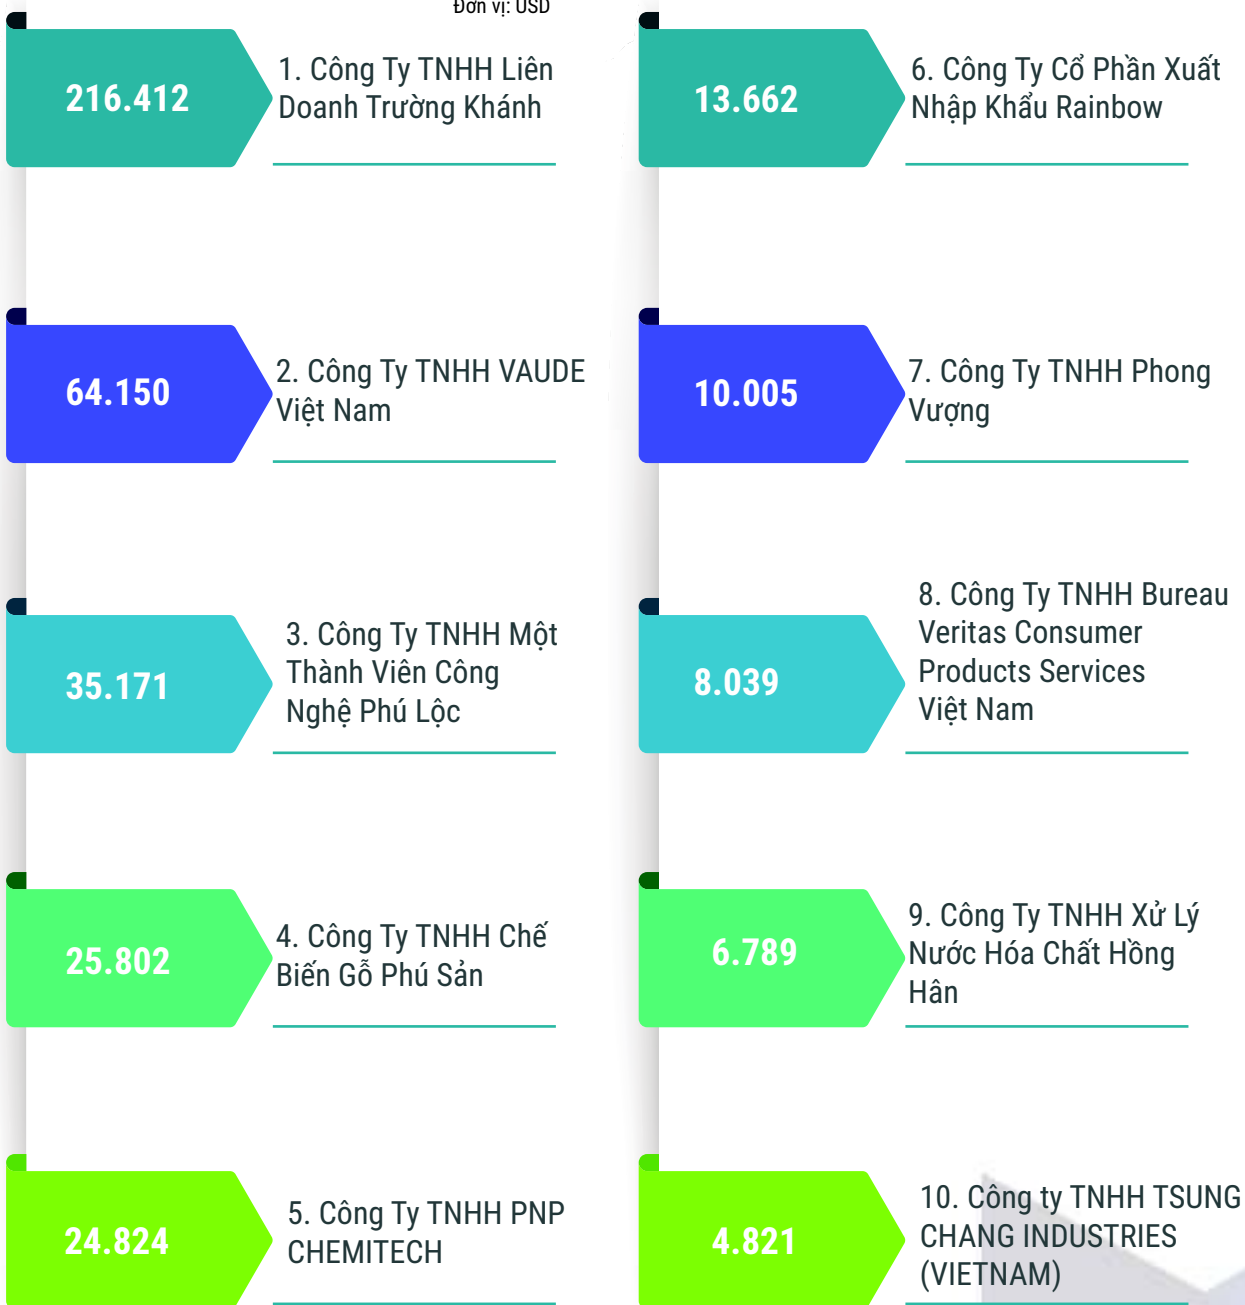 Đơn vị: USD
216.412
1. Công Ty TNHH Liên
Doanh Trường Khánh
64.150
2. Công Ty TNHH VAUDE
Việt Nam
35.171
3. Công Ty TNHH Một
Thành Viên Công
Nghệ Phú Lộc
25.802
4. Công Ty TNHH Chế
Biến Gỗ Phú Sản
24.824
5. Công Ty TNHH PNP
CHEMITECH
13.662
6. Công Ty Cổ Phần Xuất
Nhập Khẩu Rainbow
10.005
7. Công Ty TNHH Phong
Vượng
8.039
8. Công Ty TNHH Bureau
Veritas Consumer
Products Services
Việt Nam
6.789
9. Công Ty TNHH Xử Lý
Nước Hóa Chất Hồng
Hân
4.821
10. Công ty TNHH TSUNG
CHANG INDUSTRIES
(VIETNAM)